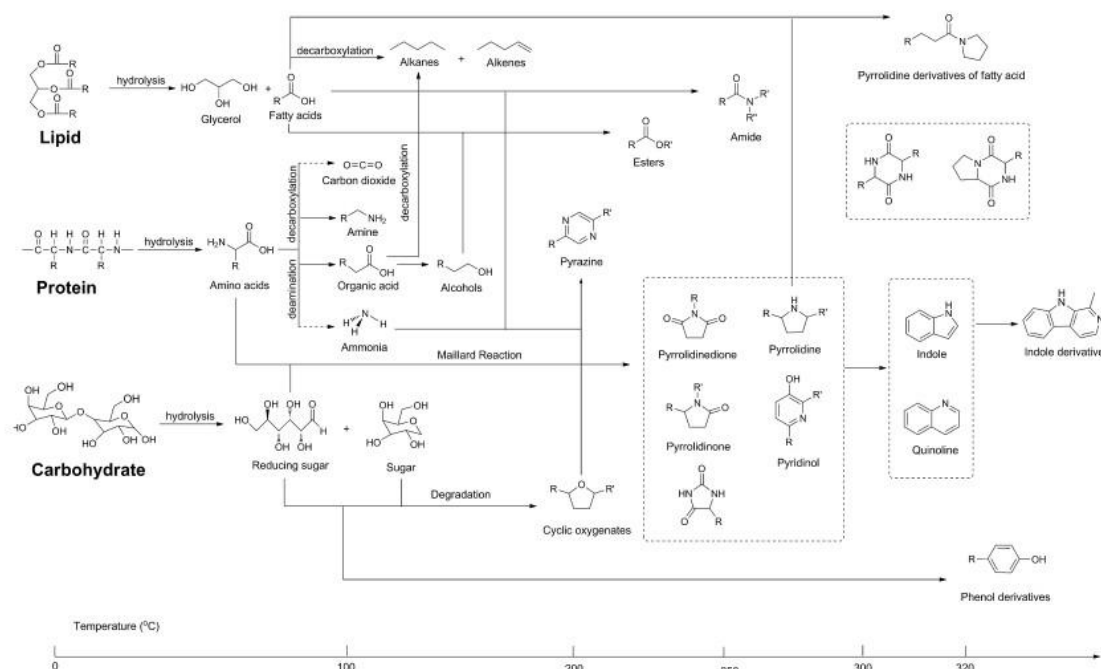 decarboxylation
Alkanes
+
Alkenes
Pyrrolidine derivatives of fatty acid
hydrolysis
Glycerol
+
Fatty acids
Lipid
Amide
Esters
O=C=O
Carbon dioxide
decarboxylation
decarboxylation
Amine
Pyrazine
hydrolysis
Protein
Amino acids
deamination
Organic acid
Alcohols
Ammonia
Maillard Reaction
Pyrrolidinedione
Pyrrolidine
Indole
Indole derivative
hydrolysis
Carbohydrate
Reducing sugar
+
Sugar
Pyrrolidinone
Pyridinol
Quinoline
Degradation
Cyclic oxygenates
Phenol derivatives
Temperature (°C)
0
100
200
300
320